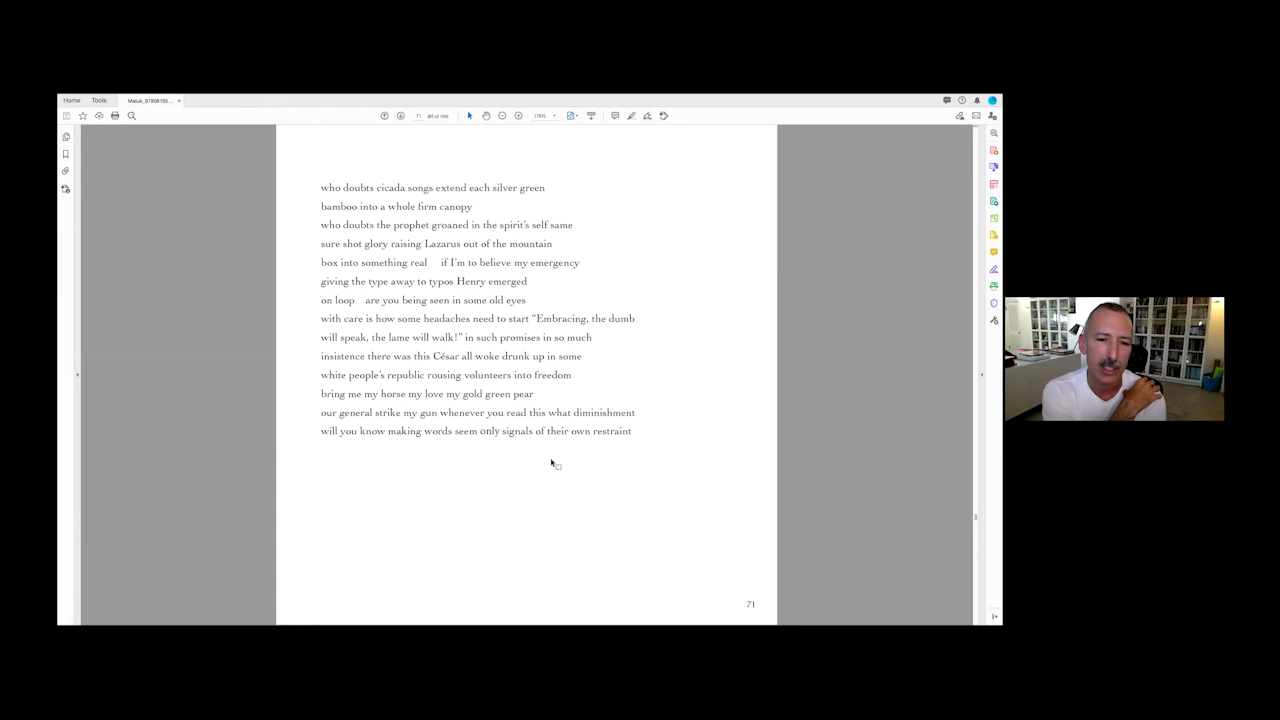 Home Tools Matuk_97808165... ×
71 (83 of 104) 176%
who doubts cicada songs extend each silver green
bamboo into a whole firm canopy
who doubts the prophet groaned in the spirit's self same
sure shot glory raising Lazarus out of the mountain
box into something real if I'm to believe my emergency
giving the type away to typos Henry emerged
on loop are you being seen in some old eyes
with care is how some headaches need to start "Embracing, the dumb
will speak, the lame will walk!" in such promises in so much
insistence there was this César all woke drunk up in some
white people's republic rousing volunteers into freedom
bring me my horse my love my gold green pear
our general strike my gun whenever you read this what diminishment
will you know making words seem only signals of their own restraint
71